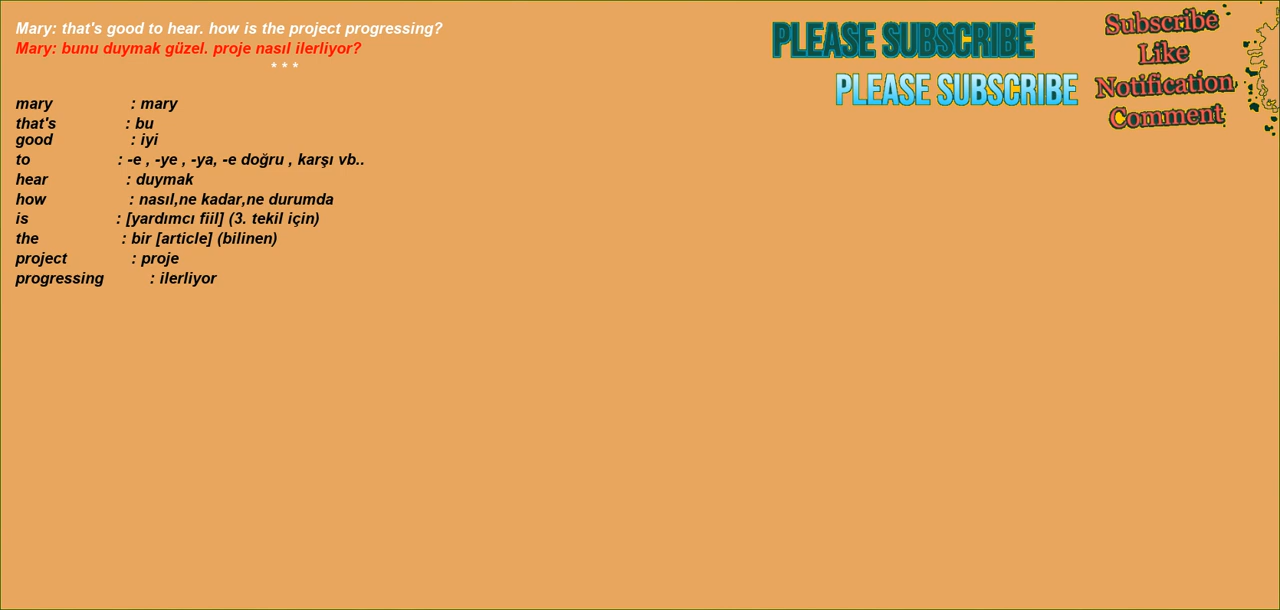 Mary: that's good to hear. how is the project progressing?
Mary: bunu duymak güzel. proje nasıl ilerliyor?
* * *
mary : mary
that's : bu
good : iyi
to : -e , -ye , -ya, -e doğru , karşı vb..
hear : duymak
how : nasıl,ne kadar,ne durumda
is : [yardımcı fiil] (3. tekil için)
the : bir [article] (bilinen)
project : proje
progressing : ilerliyor
PLEASE SUBSCRIBE
PLEASE SUBSCRIBE
Subscribe
Like
Notification
Comment